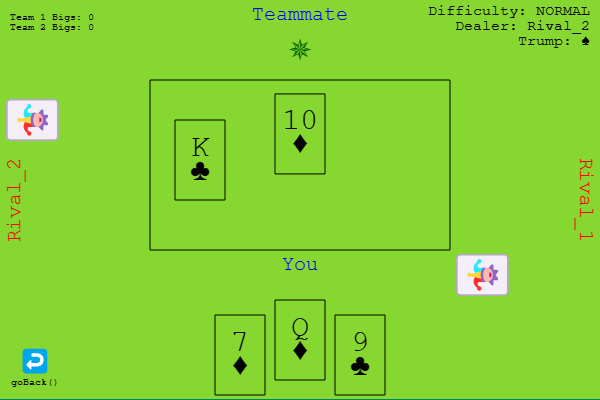 Team 1 Bigs: 0
Team 2 Bigs: 0
Teammate
Difficulty: NORMAL
Dealer: Rival_2
Trump: ♠
K
♣
10
♦
Rival_2
Rival_1
You
7
♦
Q
♦
9
♣
goBack()